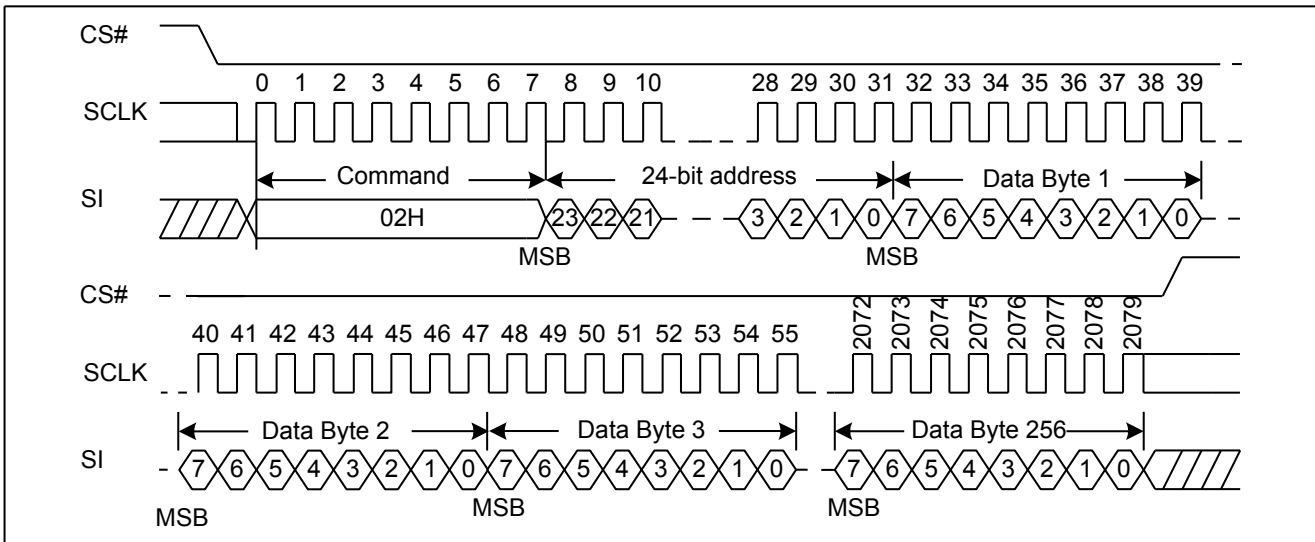 CS#
0 1 2 3 4 5 6 7 8 9 10 28 29 30 31 32 33 34 35 36 37 38 39
SCLK
Command 24-bit address Data Byte 1
SI
02H 23 22 21 3 2 1 0 7 6 5 4 3 2 1 0
MSB MSB
CS#
40 41 42 43 44 45 46 47 48 49 50 51 52 53 54 55 2072 2073 2074 2075 2076 2077 2078 2079
SCLK
Data Byte 2 Data Byte 3 Data Byte 256
SI
7 6 5 4 3 2 1 0 7 6 5 4 3 2 1 0 7 6 5 4 3 2 1 0
MSB MSB MSB